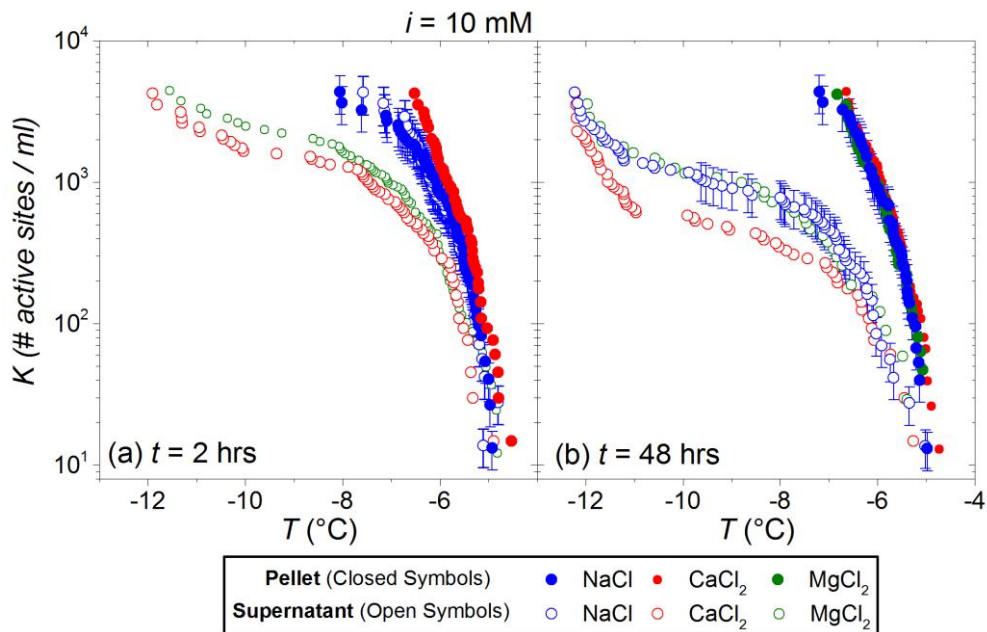 i = 10 mM
10⁴
10³
10²
10¹
K (# active sites / ml)
(a) t = 2 hrs
(b) t = 48 hrs
-12 -10 -8 -6 -12 -10 -8 -6 -4
T (°C) T (°C)
Pellet (Closed Symbols) NaCl CaCl₂ MgCl₂
Supernatant (Open Symbols) NaCl CaCl₂ MgCl₂